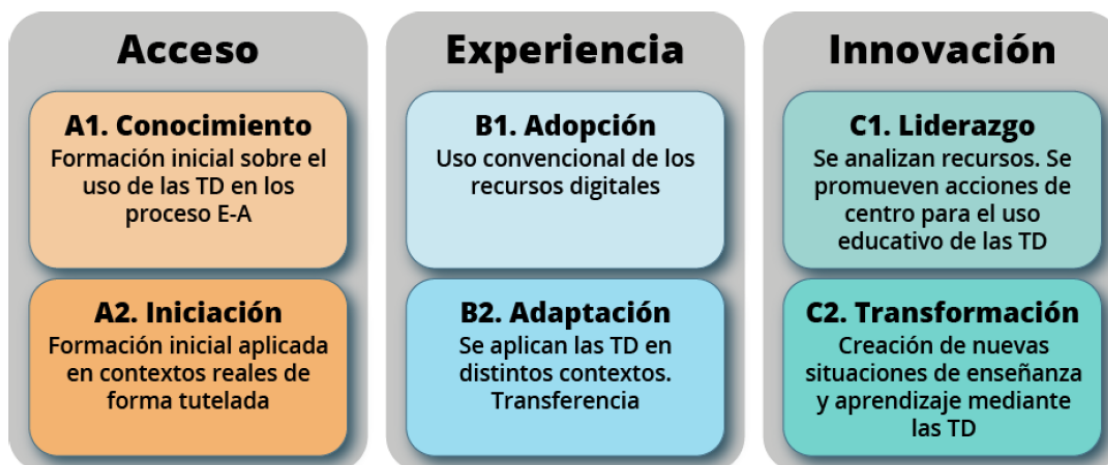 Acceso
A1. Conocimiento
Formación inicial sobre el
uso de las TD en los
proceso E-A
A2. Iniciación
Formación inicial aplicada
en contextos reales de
forma tutelada
Experiencia
B1. Adopción
Uso convencional de los
recursos digitales
B2. Adaptación
Se aplican las TD en
distintos contextos.
Transferencia
Innovación
C1. Liderazgo
Se analizan recursos. Se
promueven acciones de
centro para el uso
educativo de las TD
C2. Transformación
Creación de nuevas
situaciones de enseñanza
y aprendizaje mediante
las TD